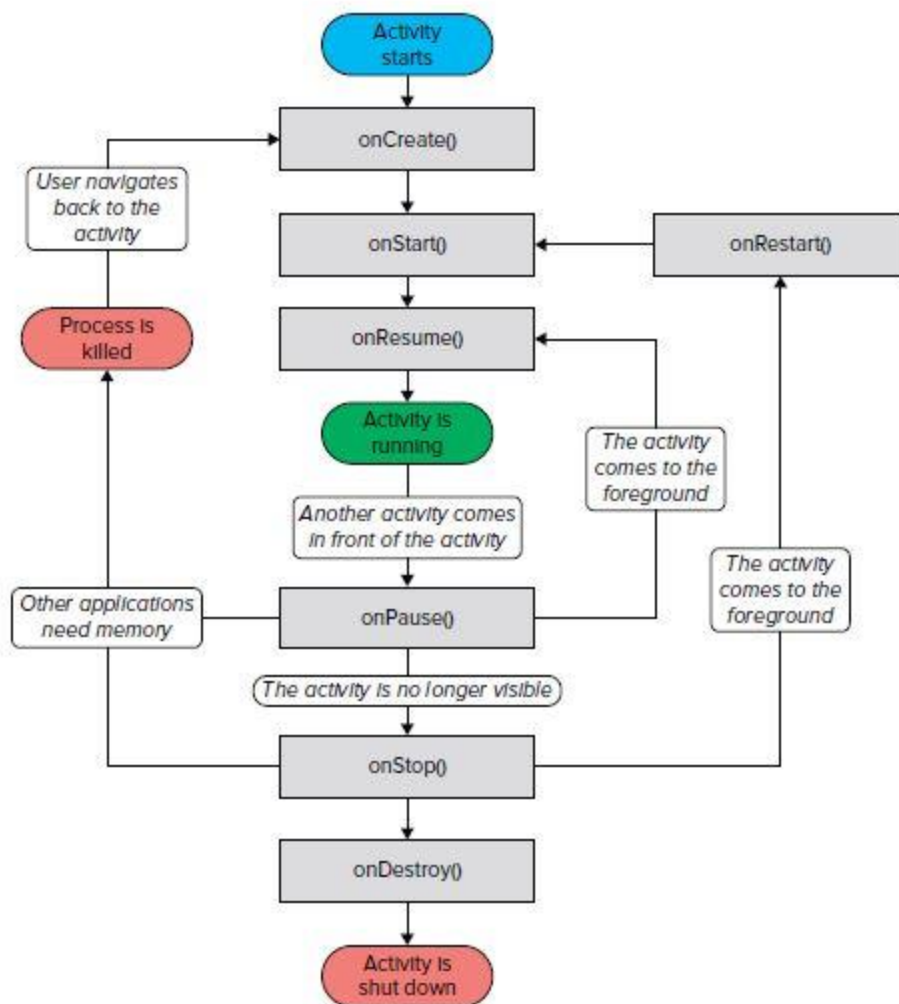 Activity
starts
onCreate()
User navigates
back to the
activity
onStart()
onRestart()
Process is
killed
onResume()
Activity is
running
The activity
comes to the
foreground
Another activity comes
in front of the activity
The activity
comes to the
foreground
Other applications
need memory
onPause()
The activity is no longer visible
onStop()
onDestroy()
Activity is
shut down